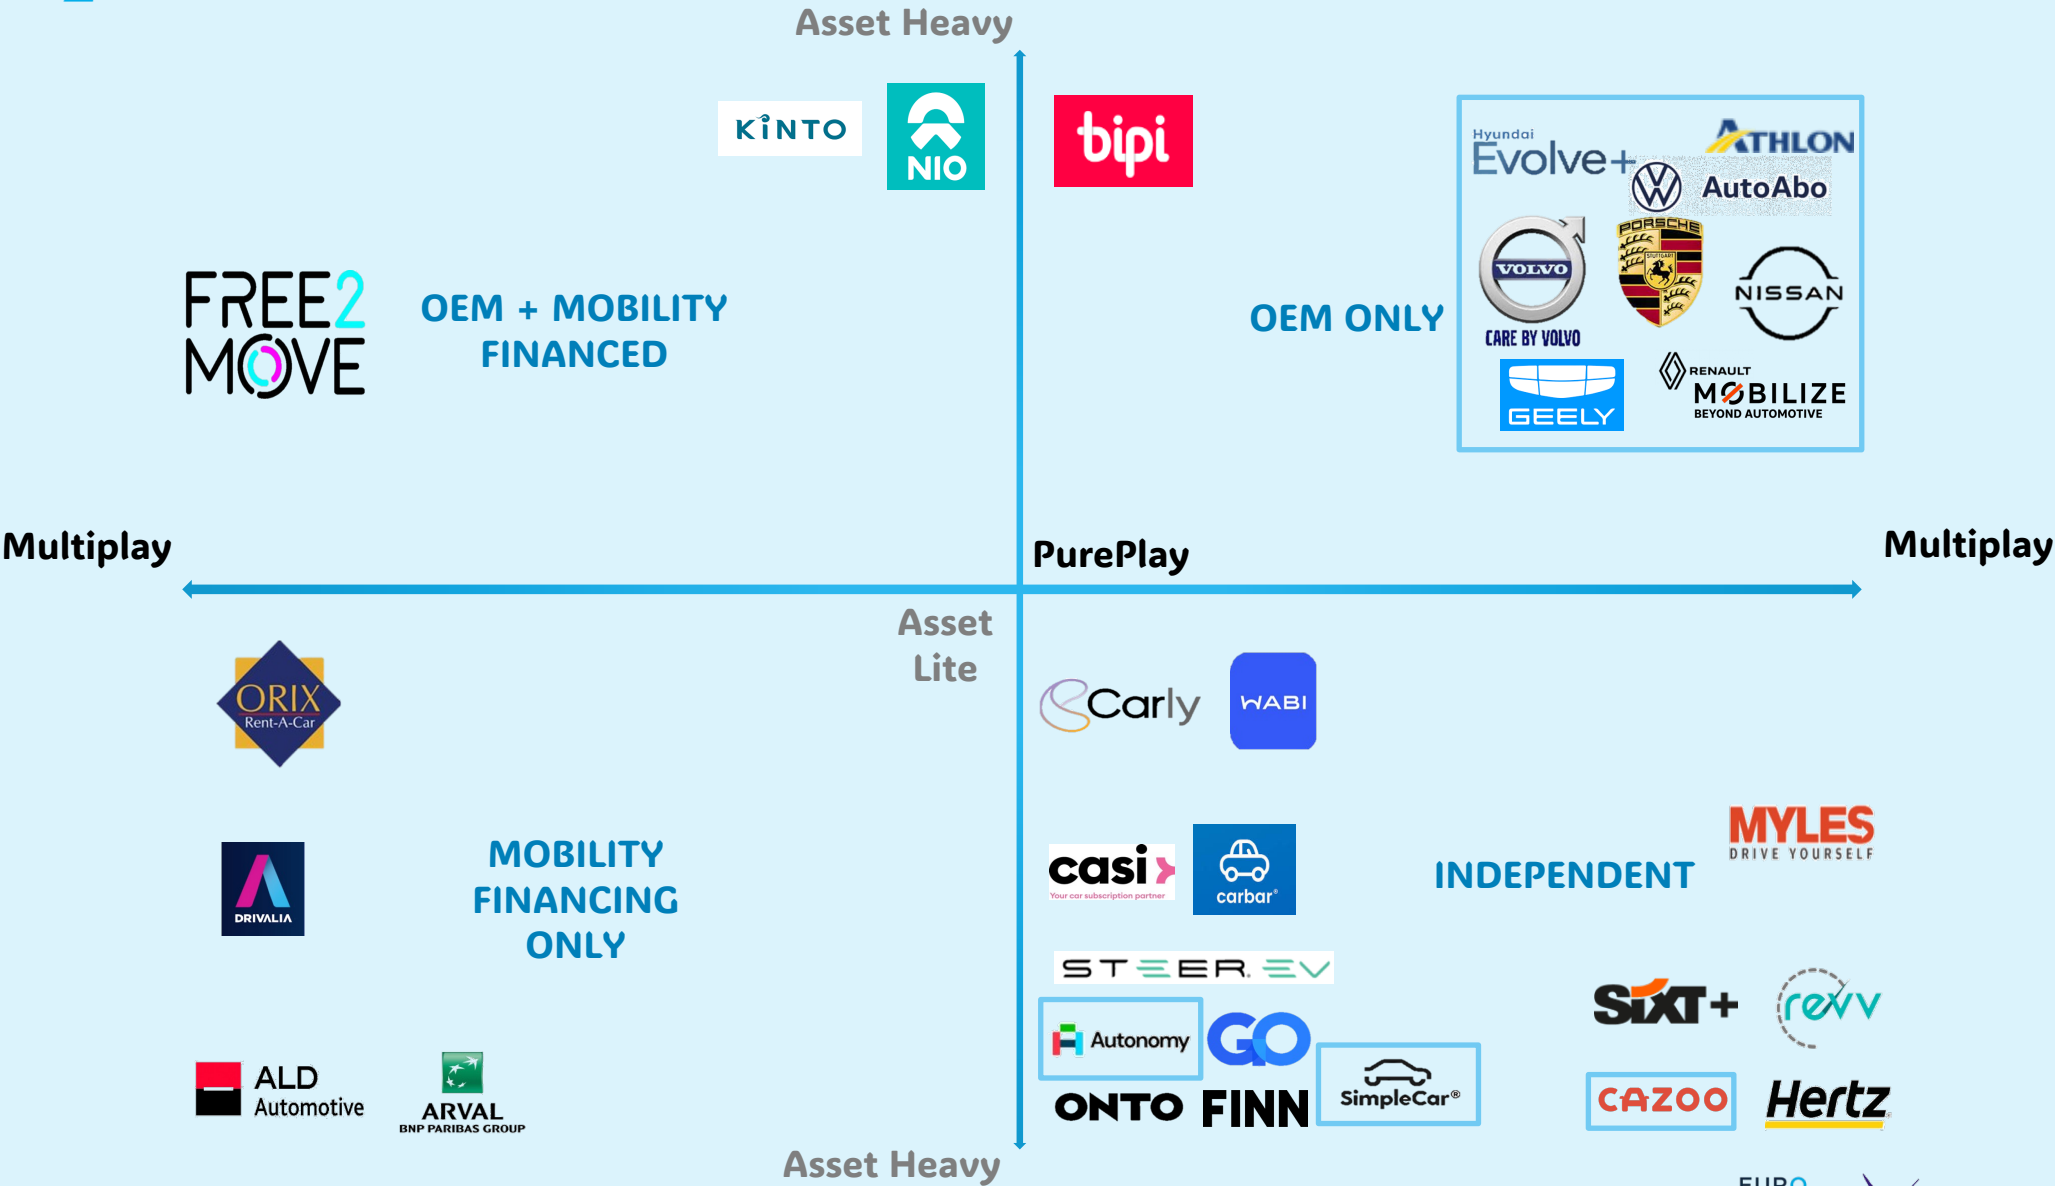 Asset Heavy
KINTO
NIO
bipi
Hyundai
Evolve+
ATHLON
AutoAbo
VOLVO
CARE BY VOLVO
PORSCHE
STUTTGART
NISSAN
GEELY
RENAULT
MOBILIZE
BEYOND AUTOMOTIVE
FREE2
MOVE
OEM + MOBILITY
FINANCED
OEM ONLY
Multiplay
PurePlay
Multiplay
Asset
Lite
ORIX
Rent-A-Car
Carly
WABI
DRIVALIA
MOBILITY
FINANCING
ONLY
casi
Your car subscription partner
carbar®
INDEPENDENT
MYLES
DRIVE YOURSELF
STEER. EV
Autonomy
GO
SiXT+
revv
ALD
Automotive
ARVAL
BNP PARIBAS GROUP
ONTO
FINN
SimpleCar®
CAZOO
Hertz
Asset Heavy